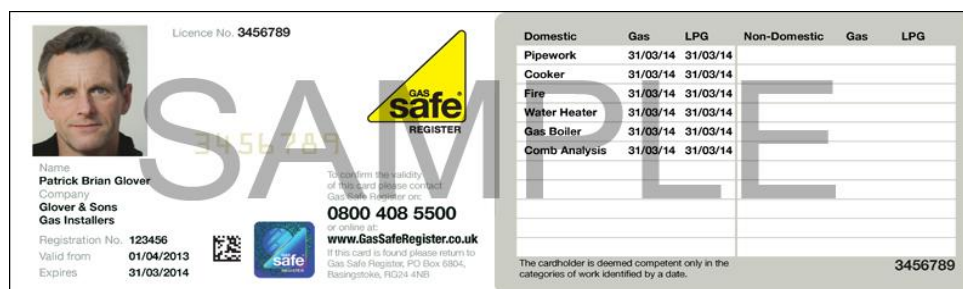 Licence No. 3456789
GAS
safe
REGISTER
3456789
Name
Patrick Brian Glover
Company
Glover & Sons
Gas Installers
Registration No. 123456
Valid from 01/04/2013
Expires 31/03/2014
safe
REGISTER
To confirm the validity
of this card please contact
Gas Safe Register on:
0800 408 5500
or online at:
www.GasSafeRegister.co.uk
If this card is found please return to
Gas Safe Register, PO Box 6804,
Basingstoke, RG24 4NB
Domestic Gas LPG Non-Domestic Gas LPG
Pipework 31/03/14 31/03/14
Cooker 31/03/14 31/03/14
Fire 31/03/14 31/03/14
Water Heater 31/03/14 31/03/14
Gas Boiler 31/03/14 31/03/14
Comb Analysis 31/03/14 31/03/14
The cardholder is deemed competent only in the
categories of work identified by a date.
3456789
SAMPLE